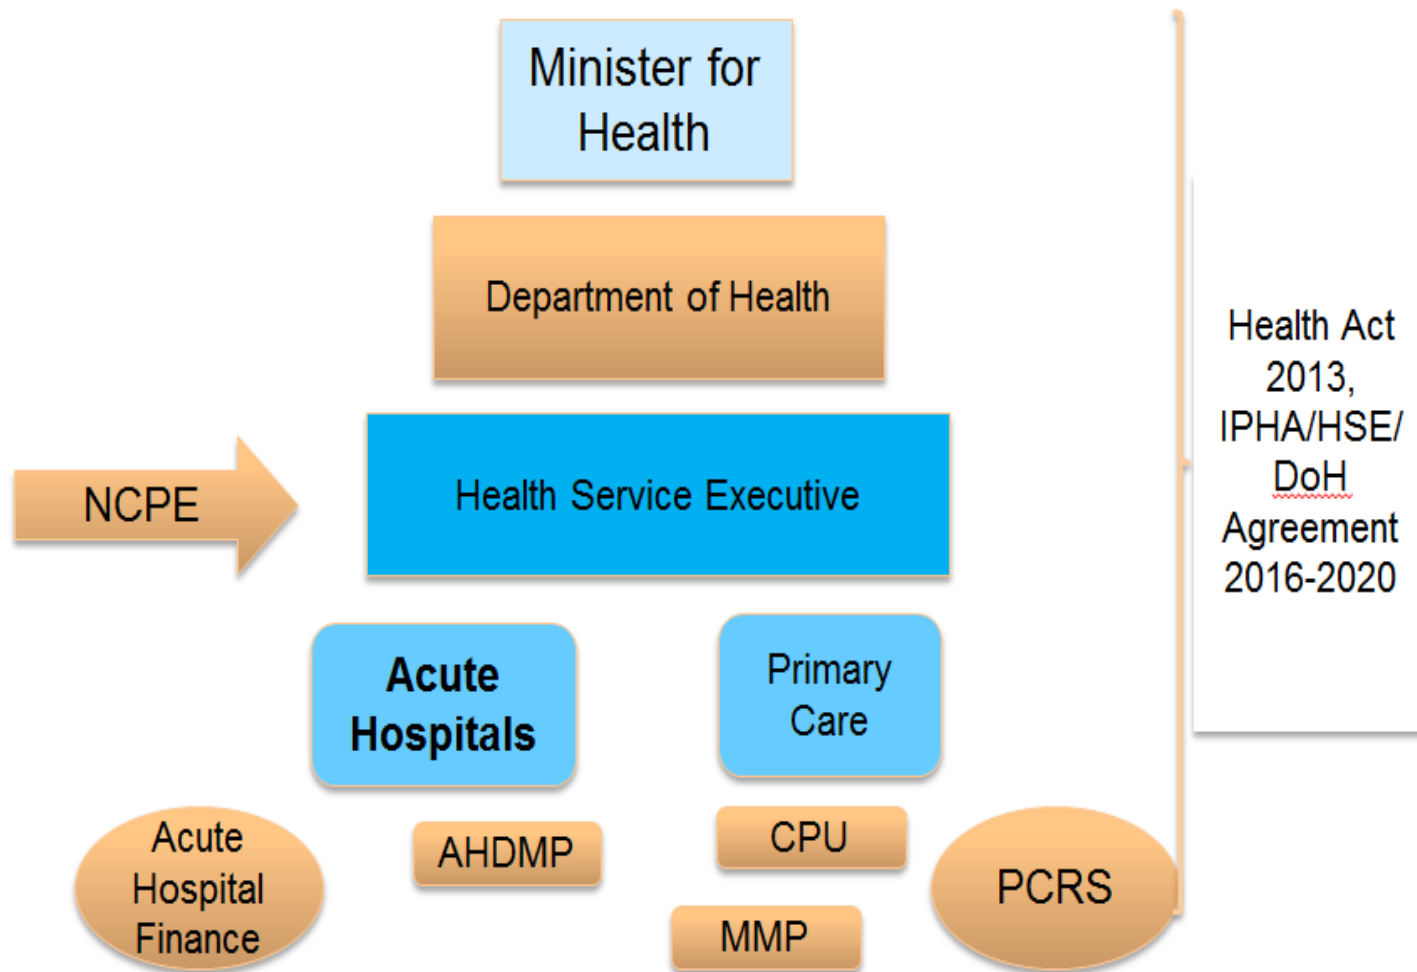 Minister for
Health
Department of Health
Health Service Executive
NCPE
Acute
Hospitals
Primary
Care
Acute
Hospital
Finance
AHDMP
CPU
MMP
PCRS
Health Act
2013,
IPHA/HSE/
DoH
Agreement
2016-2020